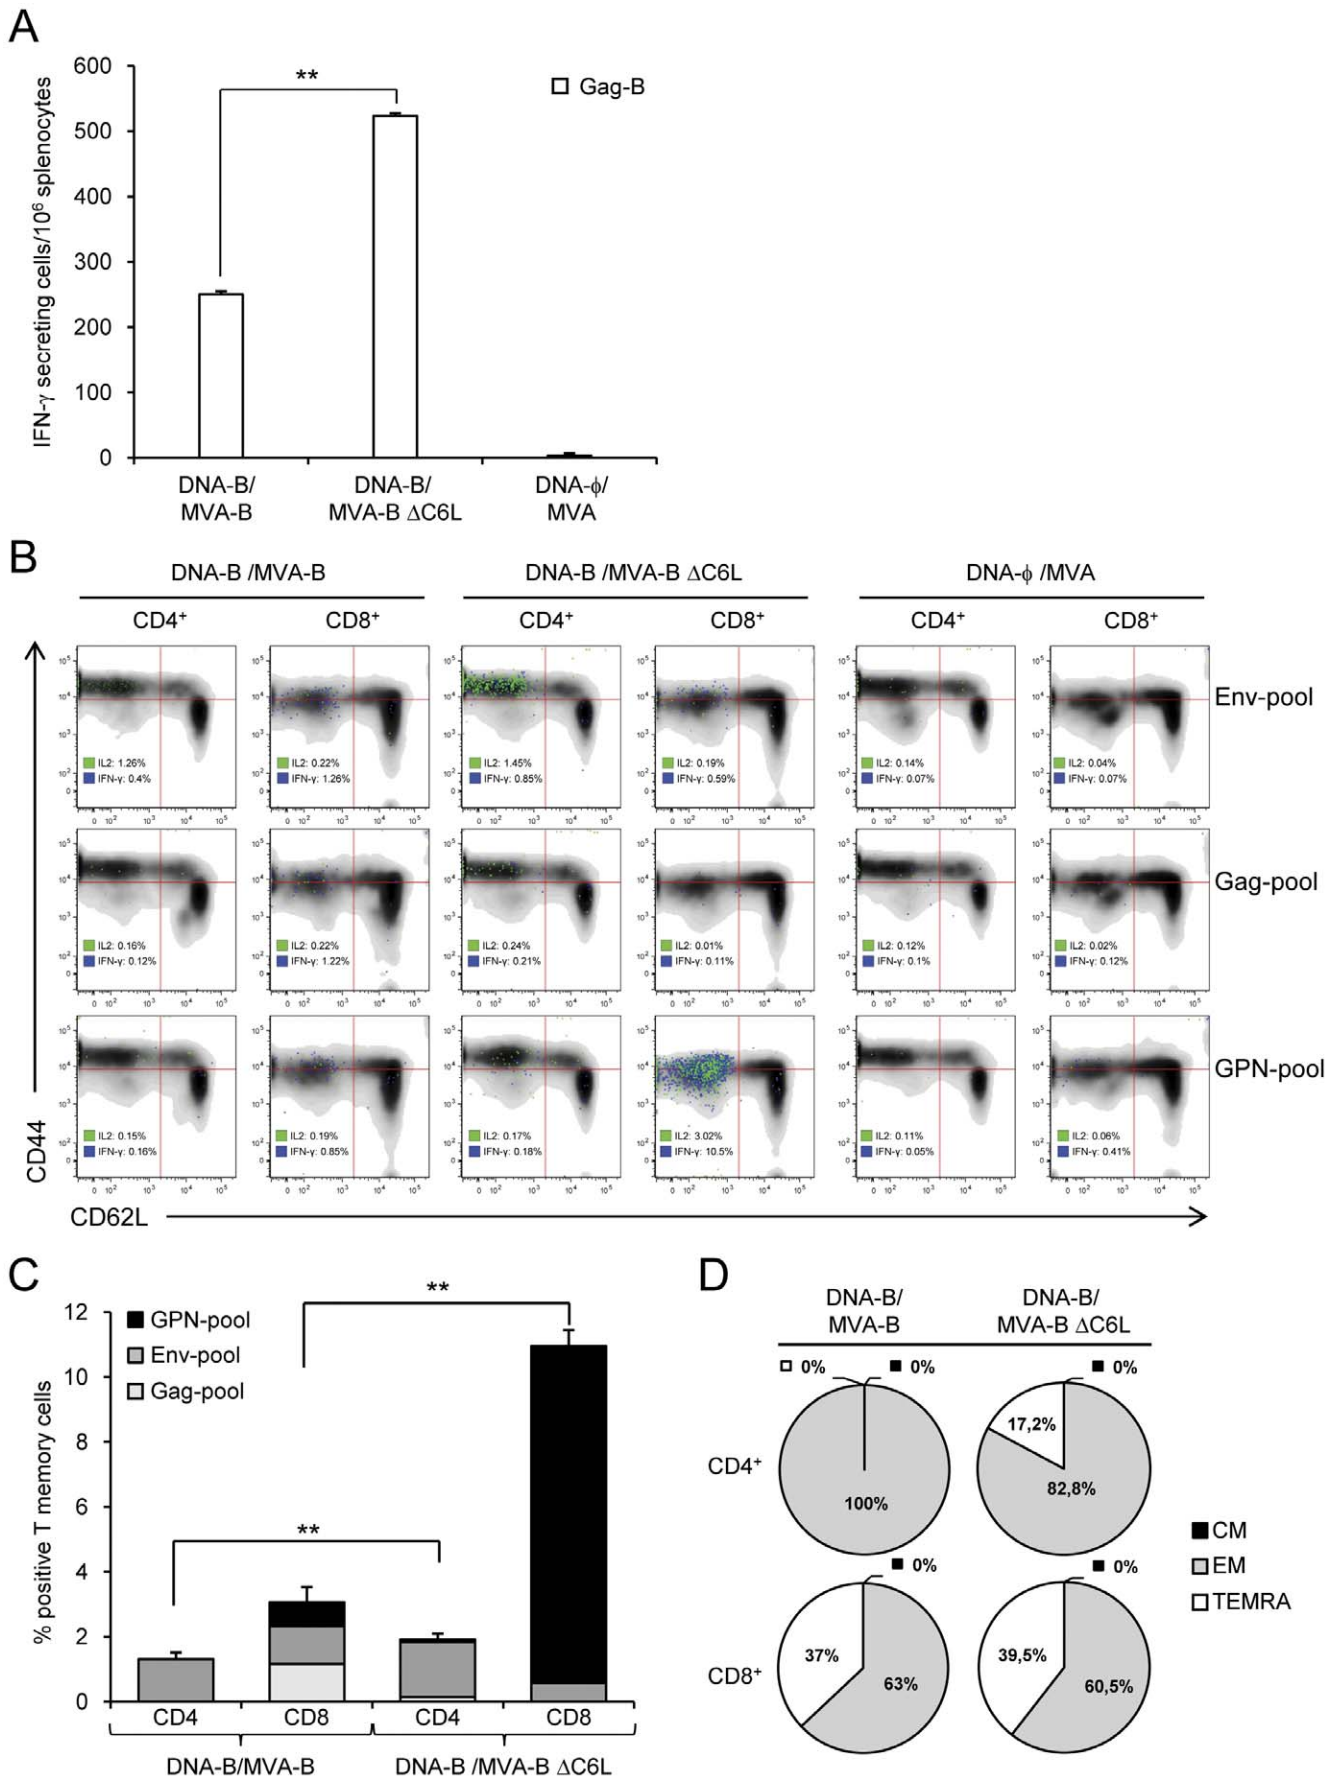 A
600
500
400
300
200
100
0
IFN-γ secreting cells/10⁶ splenocytes
**
Gag-B
DNA-B/
MVA-B
DNA-B/
MVA-B ΔC6L
DNA-ϕ/
MVA
B
DNA-B /MVA-B
DNA-B /MVA-B ΔC6L
DNA-ϕ /MVA
CD4⁺
CD8⁺
CD4⁺
CD8⁺
CD4⁺
CD8⁺
IL2: 1.26%
IFN-γ: 0.4%
IL2: 0.22%
IFN-γ: 1.26%
IL2: 1.45%
IFN-γ: 0.85%
IL2: 0.19%
IFN-γ: 0.59%
IL2: 0.14%
IFN-γ: 0.07%
IL2: 0.04%
IFN-γ: 0.07%
Env-pool
IL2: 0.16%
IFN-γ: 0.12%
IL2: 0.22%
IFN-γ: 1.22%
IL2: 0.24%
IFN-γ: 0.21%
IL2: 0.01%
IFN-γ: 0.11%
IL2: 0.12%
IFN-γ: 0.1%
IL2: 0.02%
IFN-γ: 0.12%
Gag-pool
IL2: 0.15%
IFN-γ: 0.16%
IL2: 0.19%
IFN-γ: 0.85%
IL2: 0.17%
IFN-γ: 0.18%
IL2: 3.02%
IFN-γ: 10.5%
IL2: 0.11%
IFN-γ: 0.05%
IL2: 0.06%
IFN-γ: 0.41%
GPN-pool
CD44
CD62L
C
12
10
8
6
4
2
0
% positive T memory cells
GPN-pool
Env-pool
Gag-pool
**
**
CD4
CD8
CD4
CD8
DNA-B/MVA-B
DNA-B /MVA-B ΔC6L
D
DNA-B/
MVA-B
DNA-B/
MVA-B ΔC6L
0%
0%
0%
CD4⁺
100%
17,2%
82,8%
0%
0%
CD8⁺
37%
63%
39,5%
60,5%
CM
EM
TEMRA